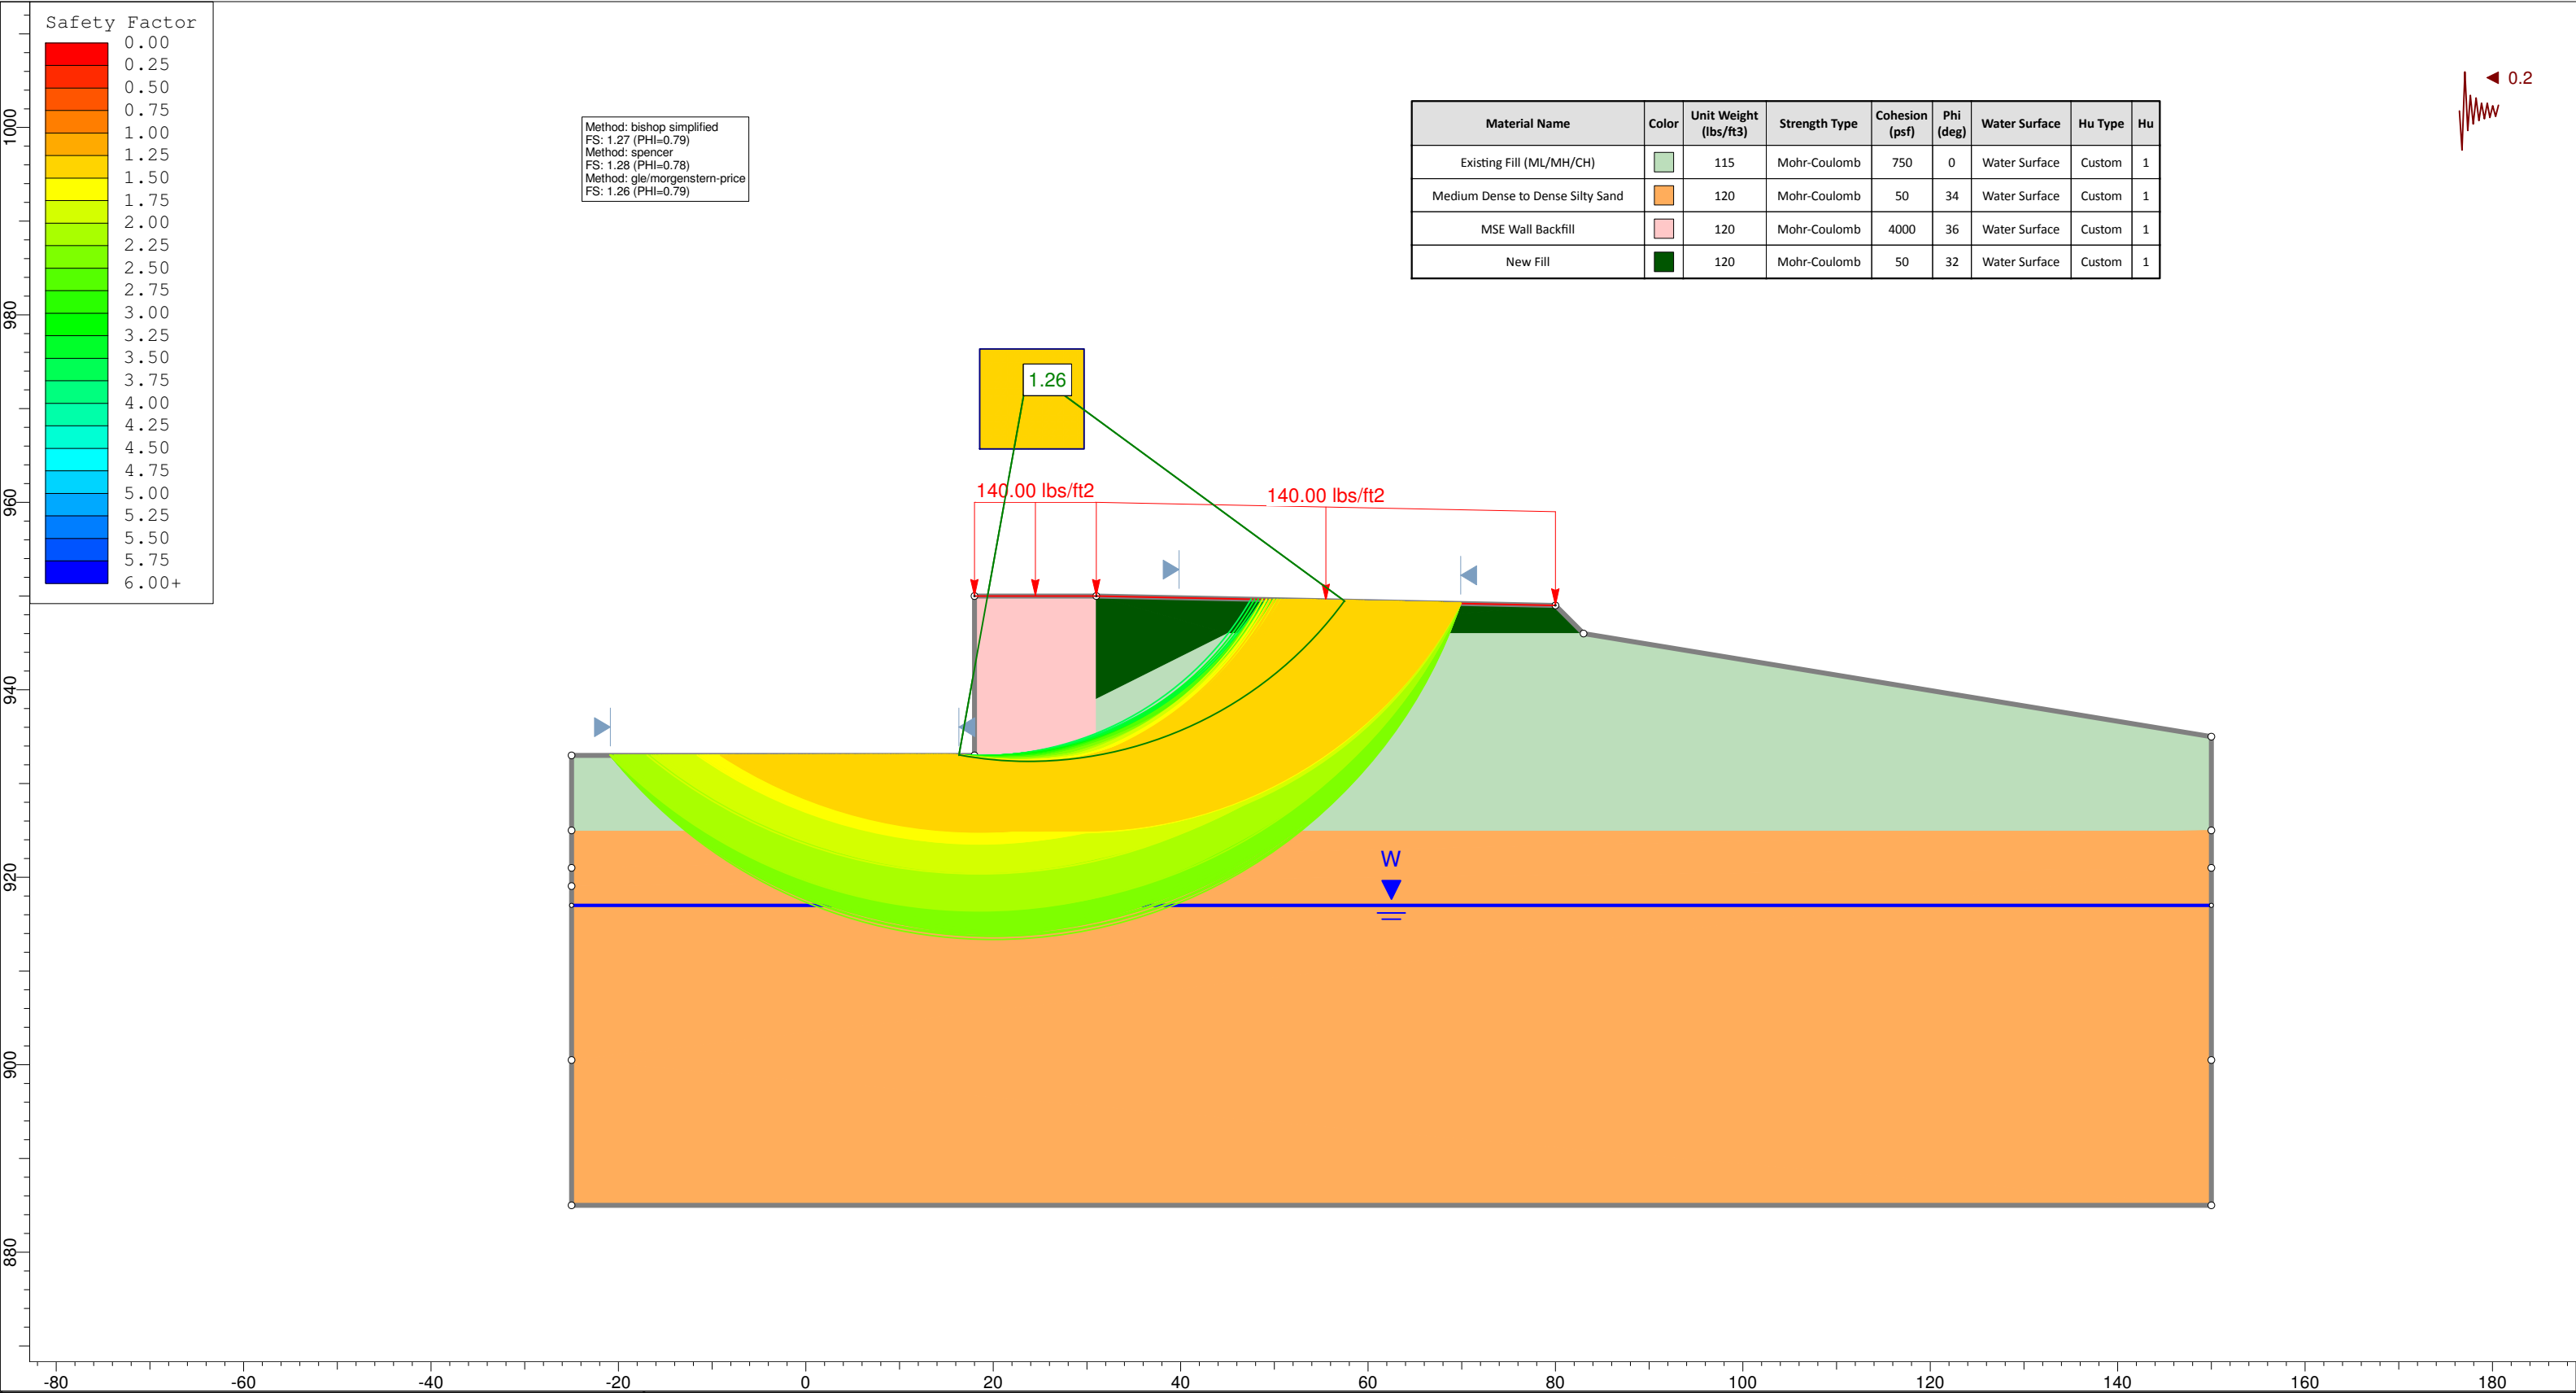 Safety Factor
0.00
0.25
0.50
0.75
1.00
1.25
1.50
1.75
2.00
2.25
2.50
2.75
3.00
3.25
3.50
3.75
4.00
4.25
4.50
4.75
5.00
5.25
5.50
5.75
6.00+
Method: bishop simplified
FS: 1.27 (PHI=0.79)
Method: spencer
FS: 1.28 (PHI=0.78)
Method: gle/morgenstern-price
FS: 1.26 (PHI=0.79)
Material Name Color Unit Weight (lbs/ft3) Strength Type Cohesion (psf) Phi (deg) Water Surface Hu Type Hu
Existing Fill (ML/MH/CH) 115 Mohr-Coulomb 750 0 Water Surface Custom 1
Medium Dense to Dense Silty Sand 120 Mohr-Coulomb 50 34 Water Surface Custom 1
MSE Wall Backfill 120 Mohr-Coulomb 4000 36 Water Surface Custom 1
New Fill 120 Mohr-Coulomb 50 32 Water Surface Custom 1
0.2
1.26
140.00 lbs/ft2
140.00 lbs/ft2
W
1000
980
960
940
920
900
880
-80 -60 -40 -20 0 20 40 60 80 100 120 140 160 180